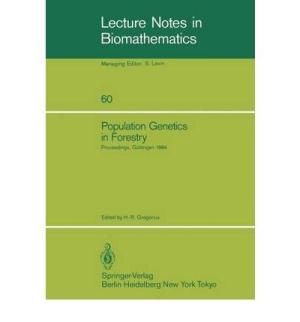 Lecture Notes in
Biomathematics
Managing Editor: S. Levin
60
Population Genetics
in Forestry
Proceedings, Göttingen 1984
Edited by H.-R. Gregorius
Springer-Verlag
Berlin Heidelberg New York Tokyo